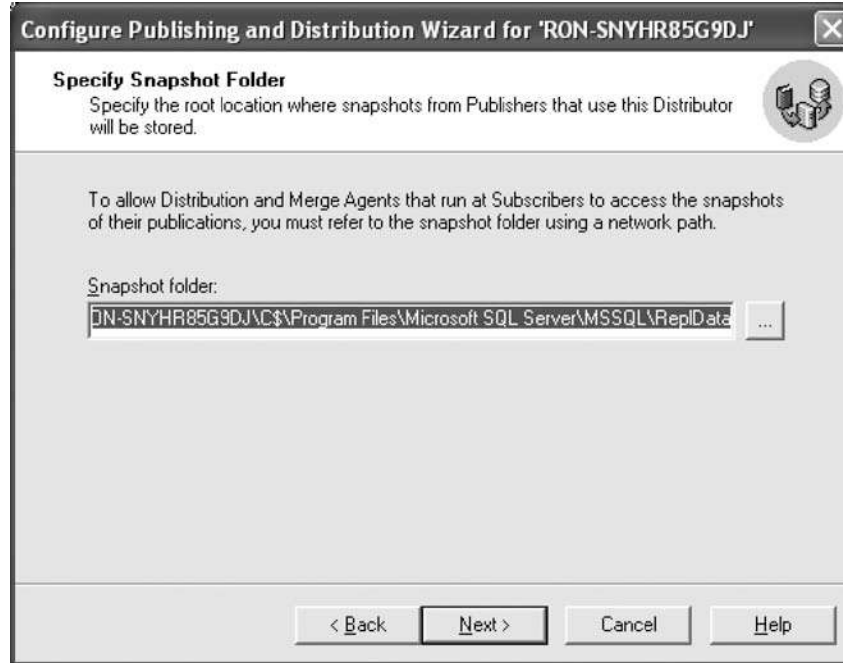 Configure Publishing and Distribution Wizard for 'RON-SNYHR85G9DJ'
Specify Snapshot Folder
Specify the root location where snapshots from Publishers that use this Distributor
will be stored.
To allow Distribution and Merge Agents that run at Subscribers to access the snapshots
of their publications, you must refer to the snapshot folder using a network path.
Snapshot folder:
ON-SNYHR85G9DJ\C$\Program Files\Microsoft SQL Server\MSSQL\ReplData
...
< Back
Next >
Cancel
Help